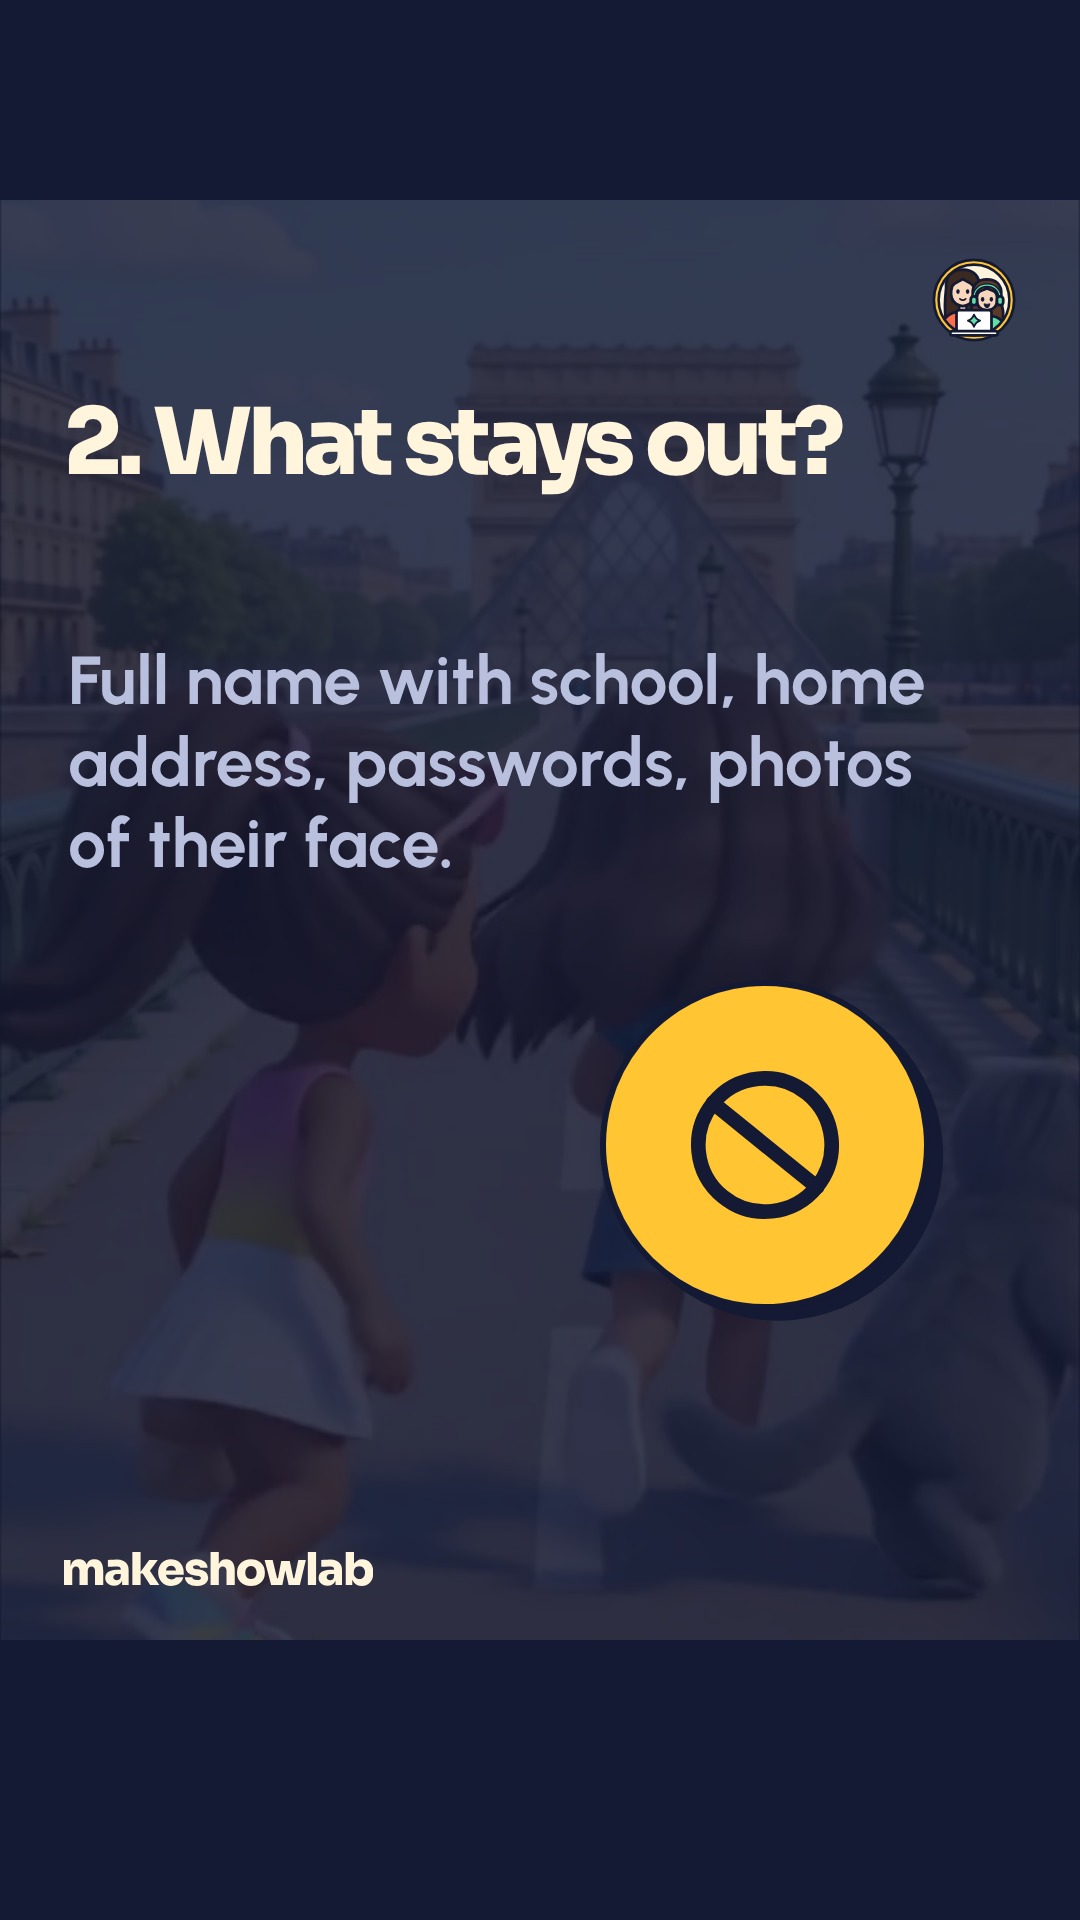 2. What stays out?
Full name with school, home
address, passwords, photos
of their face.
makeshowlab